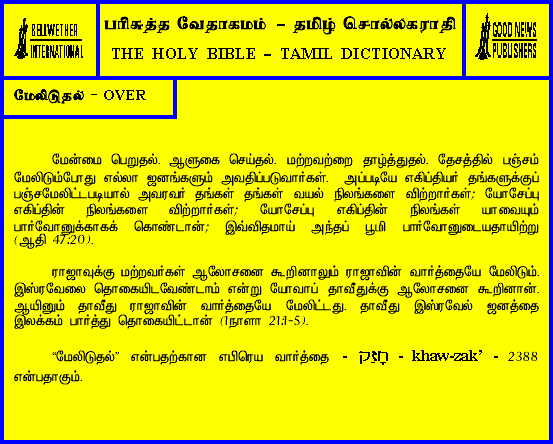 BELLWETHER
INTERNATIONAL
பரிசுத்த வேதாகமம் – தமிழ் சொல்லகராதி
THE HOLY BIBLE – TAMIL DICTIONARY
GOOD NEWS
PUBLISHERS
மேலிடுதல் – OVER
மேன்மை பெறுதல். ஆளுகை செய்தல். மற்றவற்றை தாழ்த்துதல். தேசத்தில் பஞ்சம்
மேலிடும்போது எல்லா ஜனங்களும் அவதிப்படுவார்கள். அப்படியே எகிப்தியர் தங்களுக்குப்
பஞ்சமேலிட்டபடியால் அவரவர் தங்கள் தங்கள் வயல் நிலங்களை விற்றார்கள்; யோசேப்பு
எகிப்தின் நிலங்களை விற்றார்கள்; யோசேப்பு எகிப்தின் நிலங்கள் யாவையும்
பார்வோனுக்காகக் கொண்டான்; இவ்விதமாய் அந்தப் பூமி பார்வோனுடையதாயிற்று
(ஆதி 47:20).
ராஜாவுக்கு மற்றவர்கள் ஆலோசனை கூறினாலும் ராஜாவின் வார்த்தையே மேலிடும்.
இஸ்ரவேலை தொகையிடவேண்டாம் என்று யோவாப் தாவீதுக்கு ஆலோசனை கூறினான்.
ஆயினும் தாவீது ராஜாவின் வார்த்தையே மேலிட்டது. தாவீது இஸ்ரவேல் ஜனத்தை
இலக்கம் பார்த்து தொகையிட்டான் (1நாளா 21:1-5).
“மேலிடுதல்” என்பதற்கான எபிரெய வார்த்தை - חָזַק - khaw-zak’ - 2388
என்பதாகும்.